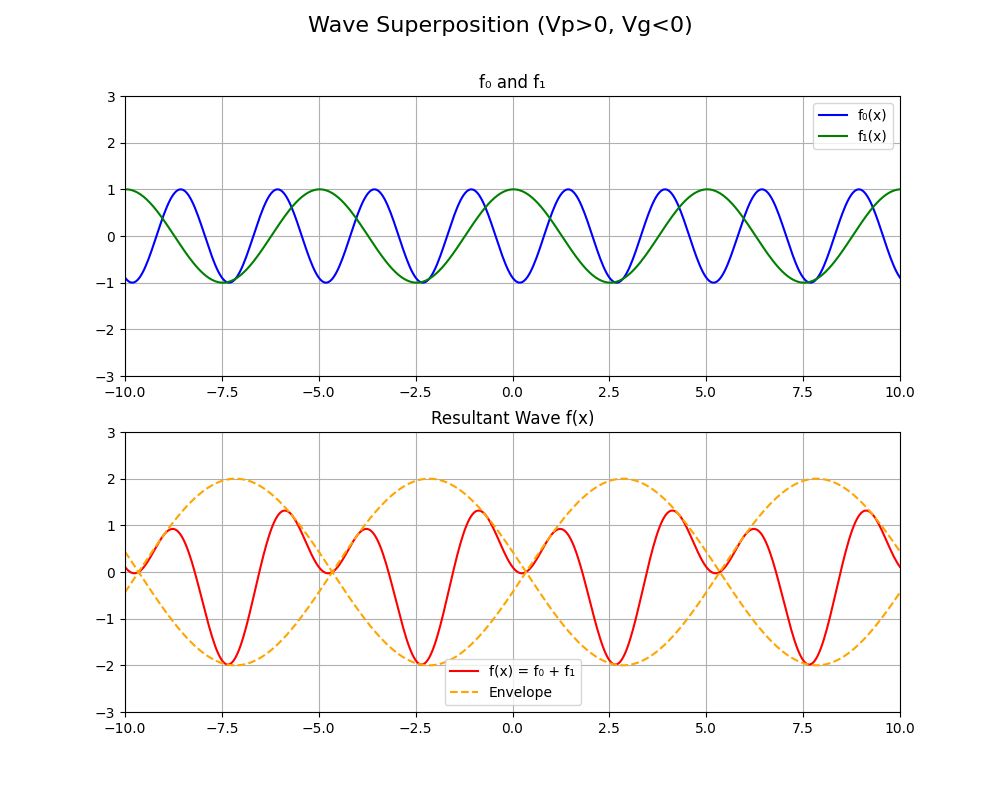 Wave Superposition (Vp>0, Vg<0)
f₀ and f₁
3
2
1
0
−1
−2
−3
f₀(x)
f₁(x)
−10.0 −7.5 −5.0 −2.5 0.0 2.5 5.0 7.5 10.0
Resultant Wave f(x)
3
2
1
0
−1
−2
−3
f(x) = f₀ + f₁
Envelope
−10.0 −7.5 −5.0 −2.5 0.0 2.5 5.0 7.5 10.0